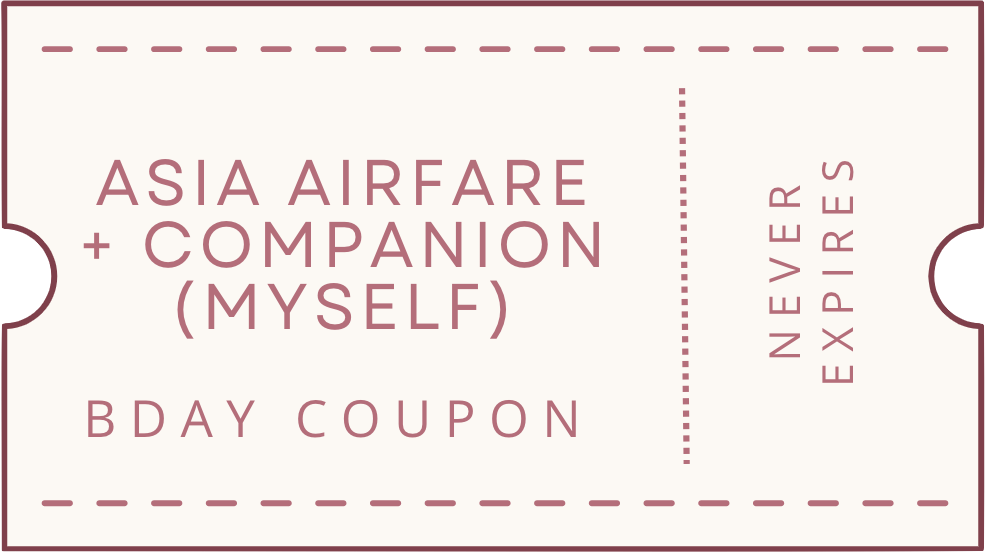 ASIA AIRFARE
+ COMPANION
(MYSELF)
BDAY COUPON
NEVER
EXPIRES